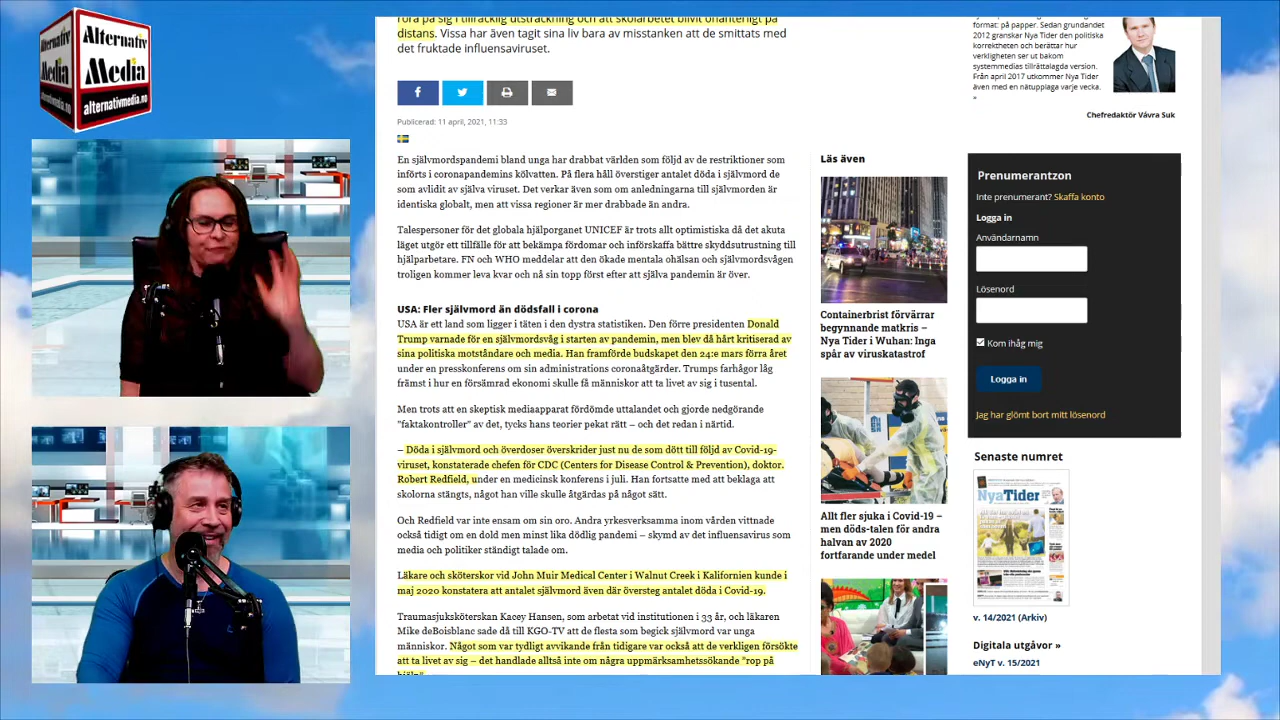 Alternativ
Media
Alternativ
Media
alternativmedia.no
röra på sig i tillräcklig utsträckning och att skolarbetet blivit ohanterligt på
distans. Vissa har även tagit sina liv bara av misstanken att de smittats med
det fruktade influensaviruset.
Publicerad: 11 april, 2021, 11:33
En självmordspandemi bland unga har drabbat världen som följd av de restriktioner som
införts i coronapandemins kölvatten. På flera håll överstiger antalet döda i självmord de
som avlidit av själva viruset. Det verkar även som om anledningarna till självmorden är
identiska globalt, men att vissa regioner är mer drabbade än andra.
Talespersoner för det globala hjälporganet UNICEF är trots allt optimistiska då det akuta
läget utgör ett tillfälle för att bekämpa fördomar och införskaffa bättre skyddsutrustning till
hjälparbetare. FN och WHO meddelar att den ökade mentala ohälsan och självmordsvågen
troligen kommer leva kvar och nå sin topp först efter att själva pandemin är över.
USA: Fler självmord än dödsfall i corona
USA är ett land som ligger i täten i den dystra statistiken. Den förre presidenten Donald
Trump varnade för en självmordsvåg i starten av pandemin, men blev då hårt kritiserad av
sina politiska motståndare och media. Han framförde budskapet den 24:e mars förra året
under en presskonferens om sin administrations coronaåtgärder. Trumps farhågor låg
främst i hur en försämrad ekonomi skulle få människor att ta livet av sig i tusental.
Men trots att en skeptisk mediaapparat fördömde uttalandet och gjorde nedgörande
"faktakontroller" av det, tycks hans teorier pekat rätt – och det redan i närtid.
– Döda i självmord och överdoser överskrider just nu de som dött till följd av Covid-19-
viruset, konstaterade chefen för CDC (Centers for Disease Control & Prevention), doktor.
Robert Redfield, under en medicinsk konferens i juli. Han fortsatte med att beklaga att
skolorna stängts, något han ville skulle åtgärdas på något sätt.
Och Redfield var inte ensam om sin oro. Andra yrkesverksamma inom vården vittnade
också tidigt om en dold men minst lika dödlig pandemi – skymd av det influensavirus som
media och politiker ständigt talade om.
Läkare och sköterskor vid John Muir Medical Center i Walnut Creek i Kalifornien kunde i
maj 2020 konstatera att antalet självmord även där översteg antalet döda i Covid-19.
Traumasjuksköterskan Kacey Hansen, som arbetat vid institutionen i 33 år, och läkaren
Mike deBoisblanc sade då till KGO-TV att de flesta som begick självmord var unga
människor. Något som var tydligt avvikande från tidigare var också att de verkligen försökte
att ta livet av sig – det handlade alltså inte om några uppmärksamhetssökande "rop på
hjälp".
Läs även
Containerbrist förvärrar
begynnande matkris –
Nya Tider i Wuhan: Inga
spår av viruskatastrof
Allt fler sjuka i Covid-19 –
men döds-talen för andra
halvan av 2020
fortfarande under medel
format: på papper. Sedan grundandet
2012 granskar Nya Tider den politiska
korrektheten och berättar hur
verkligheten ser ut bakom
systemmedias tillrättalagda version.
Från april 2017 utkommer Nya Tider
även med en nätupplaga varje vecka.
»
Chefredaktör Vávra Suk
Prenumerantzon
Inte prenumerant? Skaffa konto
Logga in
Användarnamn
Lösenord
Kom ihåg mig
Logga in
Jag har glömt bort mitt lösenord
Senaste numret
NyaTider
v. 14/2021 (Arkiv)
Digitala utgåvor »
eNyT v. 15/2021